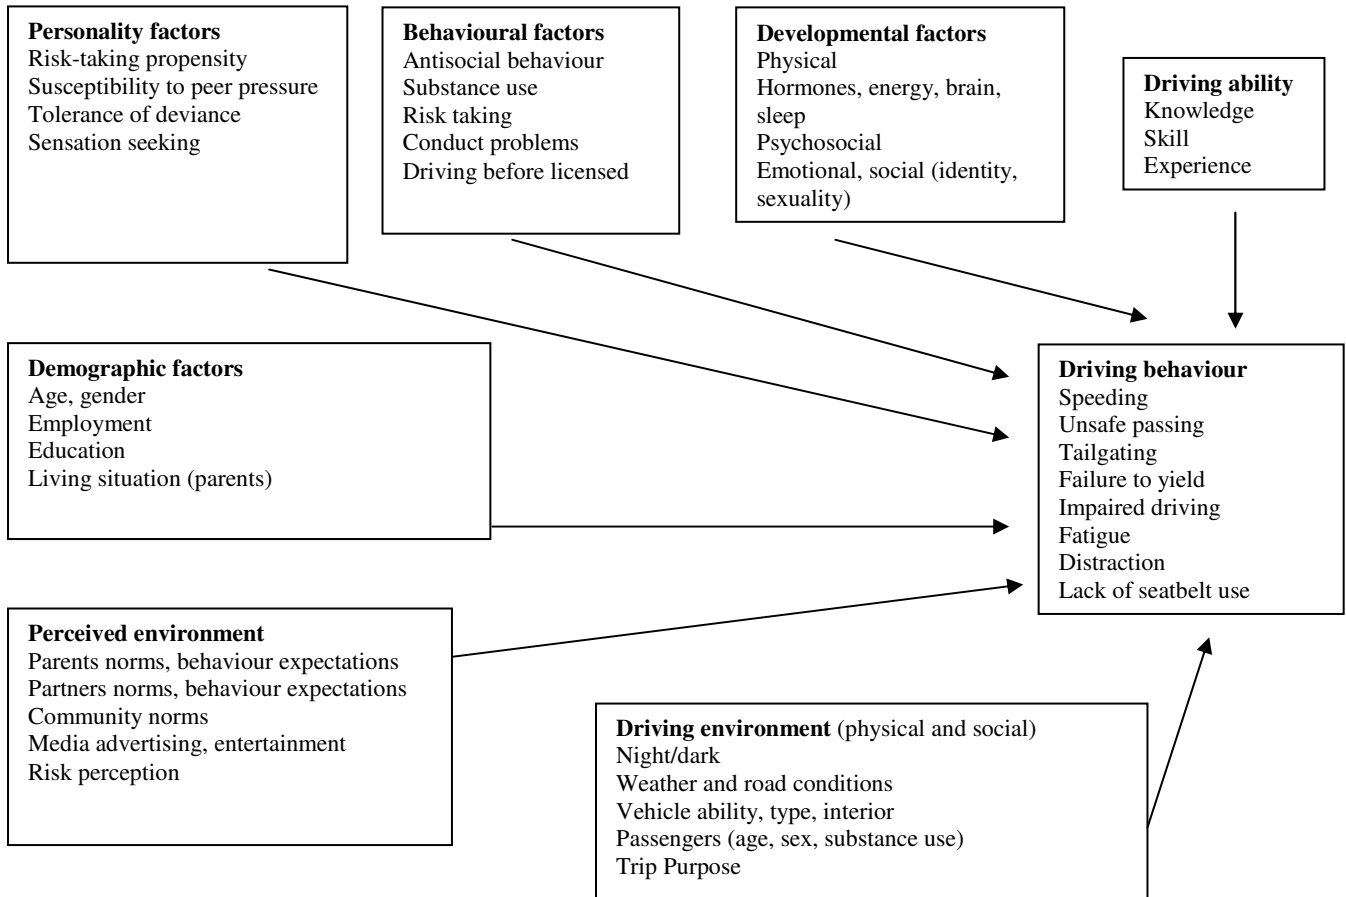 Personality factors
Risk-taking propensity
Susceptibility to peer pressure
Tolerance of deviance
Sensation seeking
Behavioural factors
Antisocial behaviour
Substance use
Risk taking
Conduct problems
Driving before licensed
Developmental factors
Physical
Hormones, energy, brain,
sleep
Psychosocial
Emotional, social (identity,
sexuality)
Driving ability
Knowledge
Skill
Experience
Demographic factors
Age, gender
Employment
Education
Living situation (parents)
Driving behaviour
Speeding
Unsafe passing
Tailgating
Failure to yield
Impaired driving
Fatigue
Distraction
Lack of seatbelt use
Perceived environment
Parents norms, behaviour expectations
Partners norms, behaviour expectations
Community norms
Media advertising, entertainment
Risk perception
Driving environment (physical and social)
Night/dark
Weather and road conditions
Vehicle ability, type, interior
Passengers (age, sex, substance use)
Trip Purpose